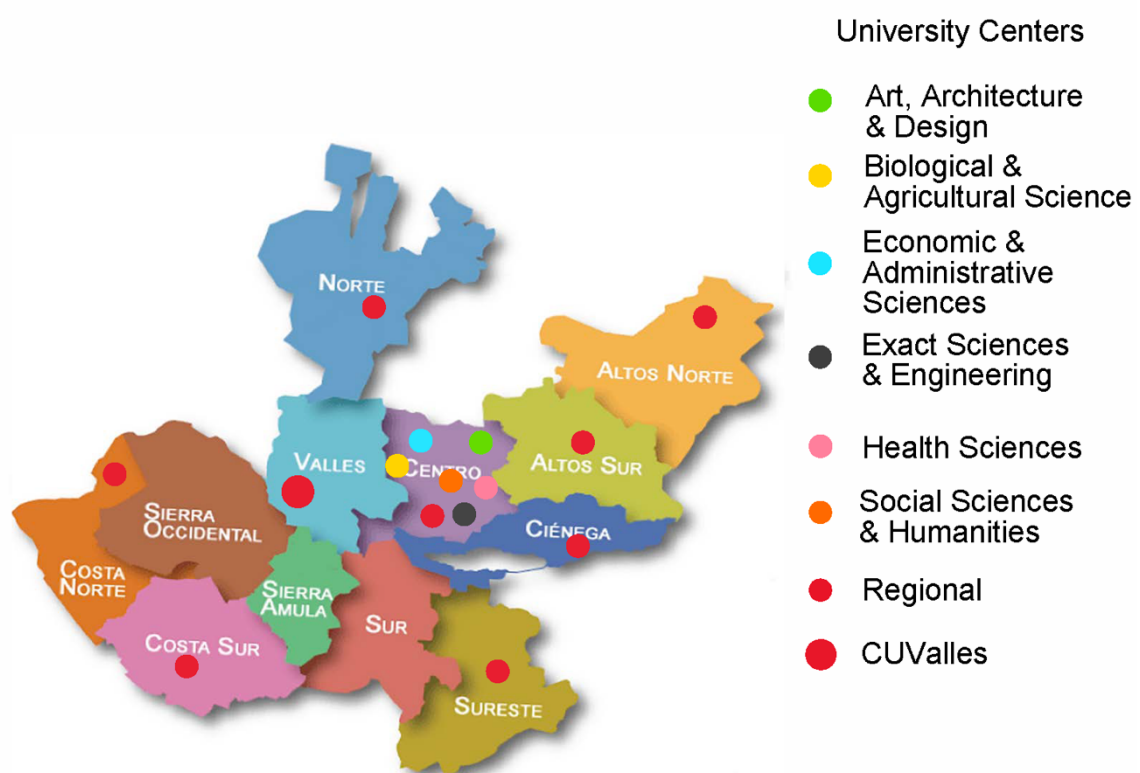 University Centers
Art, Architecture
& Design
Biological &
Agricultural Science
Economic &
Administrative
Sciences
Exact Sciences
& Engineering
Health Sciences
Social Sciences
& Humanities
Regional
CUValles
NORTE
ALTOS NORTE
VALLES
CENTRO
ALTOS SUR
SIERRA
OCCIDENTAL
CIÉNEGA
COSTA
NORTE
SIERRA
AMULA
SUR
COSTA SUR
SURESTE